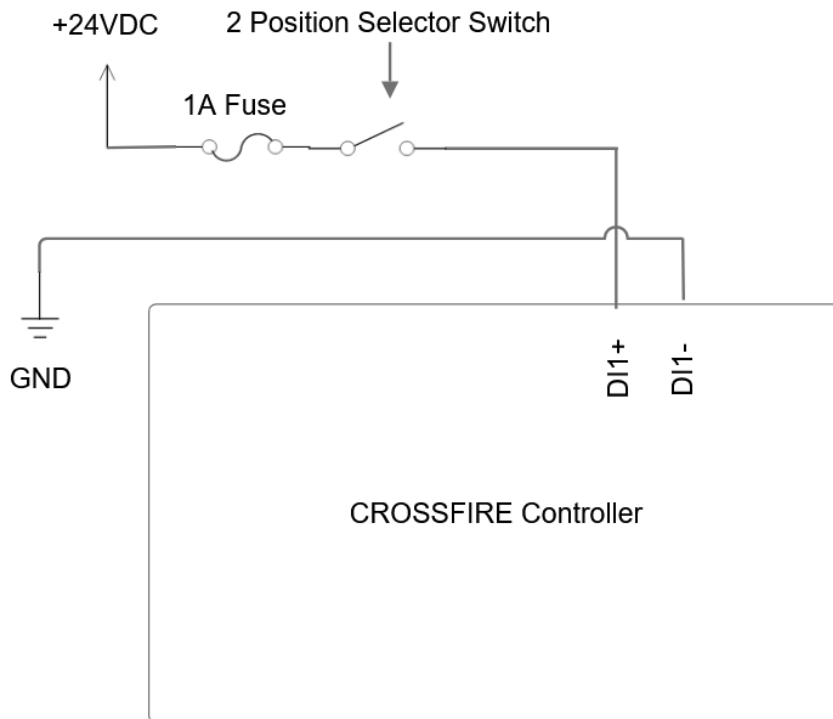 +24VDC
2 Position Selector Switch
1A Fuse
GND
DI1+
DI1-
CROSSFIRE Controller